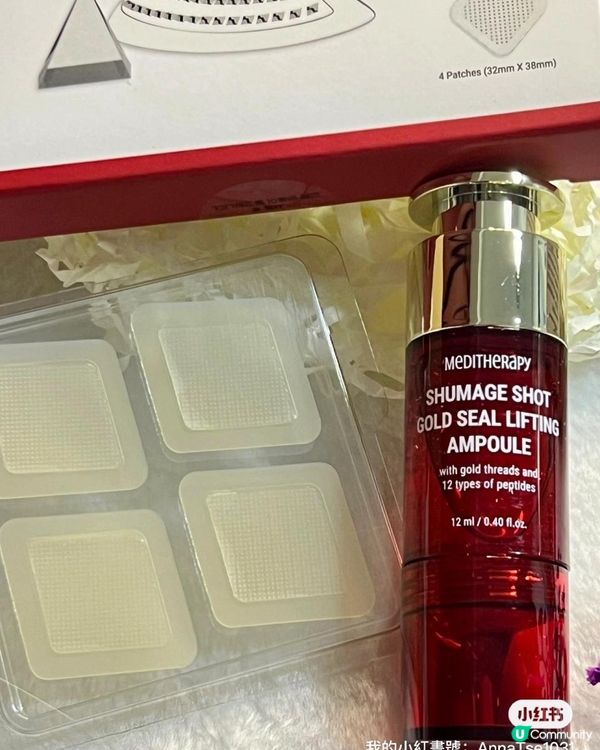 4 Patches (32mm X 38mm)
MEDITHERAPY
SHUMAGE SHOT
GOLD SEAL LIFTING
AMPOULE
with gold threads and
12 types of peptides
12 ml / 0.40 fl.oz.
小红书
U Community
我的小紅書號：AnnaTse1031